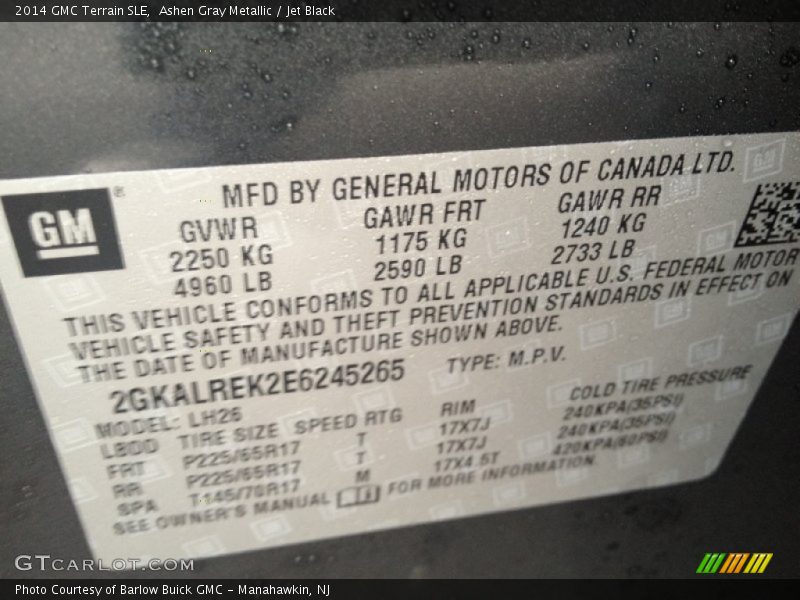 2014 GMC Terrain SLE, Ashen Gray Metallic / Jet Black
GM®
MFD BY GENERAL MOTORS OF CANADA LTD.
GVWR GAWR FRT GAWR RR
2250 KG 1175 KG 1240 KG
4960 LB 2590 LB 2733 LB
THIS VEHICLE CONFORMS TO ALL APPLICABLE U.S. FEDERAL MOTOR
VEHICLE SAFETY AND THEFT PREVENTION STANDARDS IN EFFECT ON
THE DATE OF MANUFACTURE SHOWN ABOVE.
2GKALREK2E6245265 TYPE: M.P.V.
MODEL: LH26
LBDD TIRE SIZE SPEED RTG RIM COLD TIRE PRESSURE
FRT P225/65R17 T 17X7J 240KPA(35PSI)
RR P225/65R17 T 17X7J 240KPA(35PSI)
SPA T145/70R17 M 17X4.5T 420KPA(60PSI)
SEE OWNER'S MANUAL FOR MORE INFORMATION
GTCARLOT.COM
Photo Courtesy of Barlow Buick GMC – Manahawkin, NJ